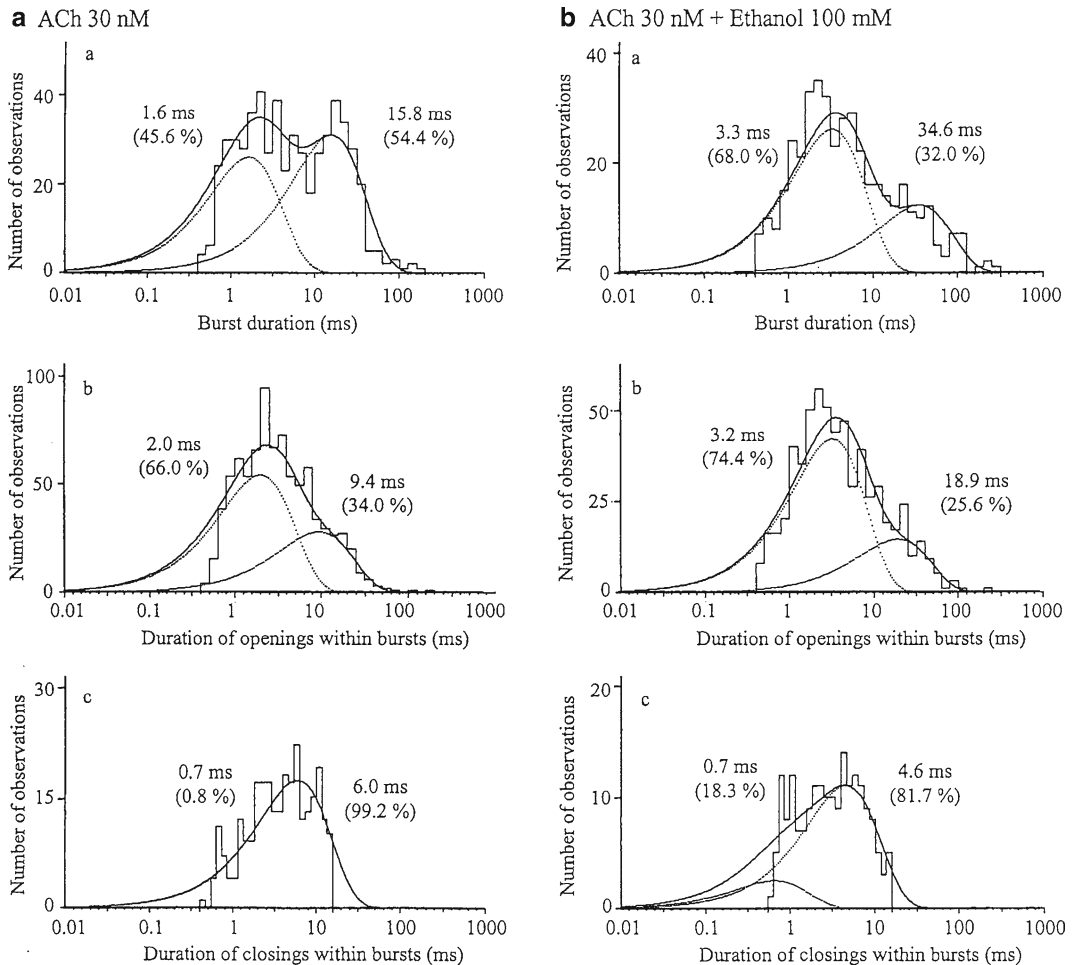 a ACh 30 nM
a
Number of observations
40
20
0
1.6 ms
(45.6 %)
15.8 ms
(54.4 %)
0.01 0.1 1 10 100 1000
Burst duration (ms)
b
Number of observations
100
50
0
2.0 ms
(66.0 %)
9.4 ms
(34.0 %)
0.01 0.1 1 10 100 1000
Duration of openings within bursts (ms)
c
Number of observations
30
15
0
0.7 ms
(0.8 %)
6.0 ms
(99.2 %)
0.01 0.1 1 10 100 1000
Duration of closings within bursts (ms)
b ACh 30 nM + Ethanol 100 mM
a
Number of observations
40
20
0
3.3 ms
(68.0 %)
34.6 ms
(32.0 %)
0.01 0.1 1 10 100 1000
Burst duration (ms)
b
Number of observations
50
25
0
3.2 ms
(74.4 %)
18.9 ms
(25.6 %)
0.01 0.1 1 10 100 1000
Duration of openings within bursts (ms)
c
Number of observations
20
10
0
0.7 ms
(18.3 %)
4.6 ms
(81.7 %)
0.01 0.1 1 10 100 1000
Duration of closings within bursts (ms)